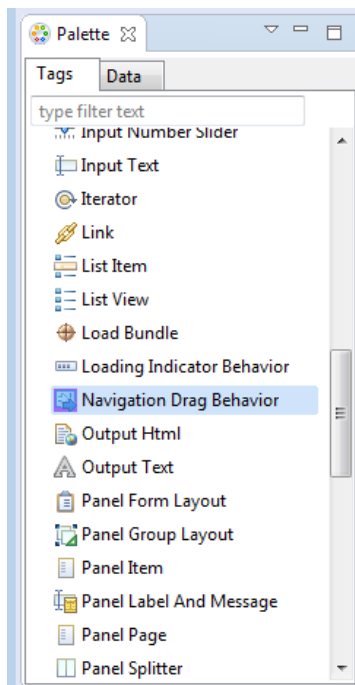 Palette
Tags Data
type filter text
Input Number Slider
Input Text
Iterator
Link
List Item
List View
Load Bundle
Loading Indicator Behavior
Navigation Drag Behavior
Output Html
Output Text
Panel Form Layout
Panel Group Layout
Panel Item
Panel Label And Message
Panel Page
Panel Splitter